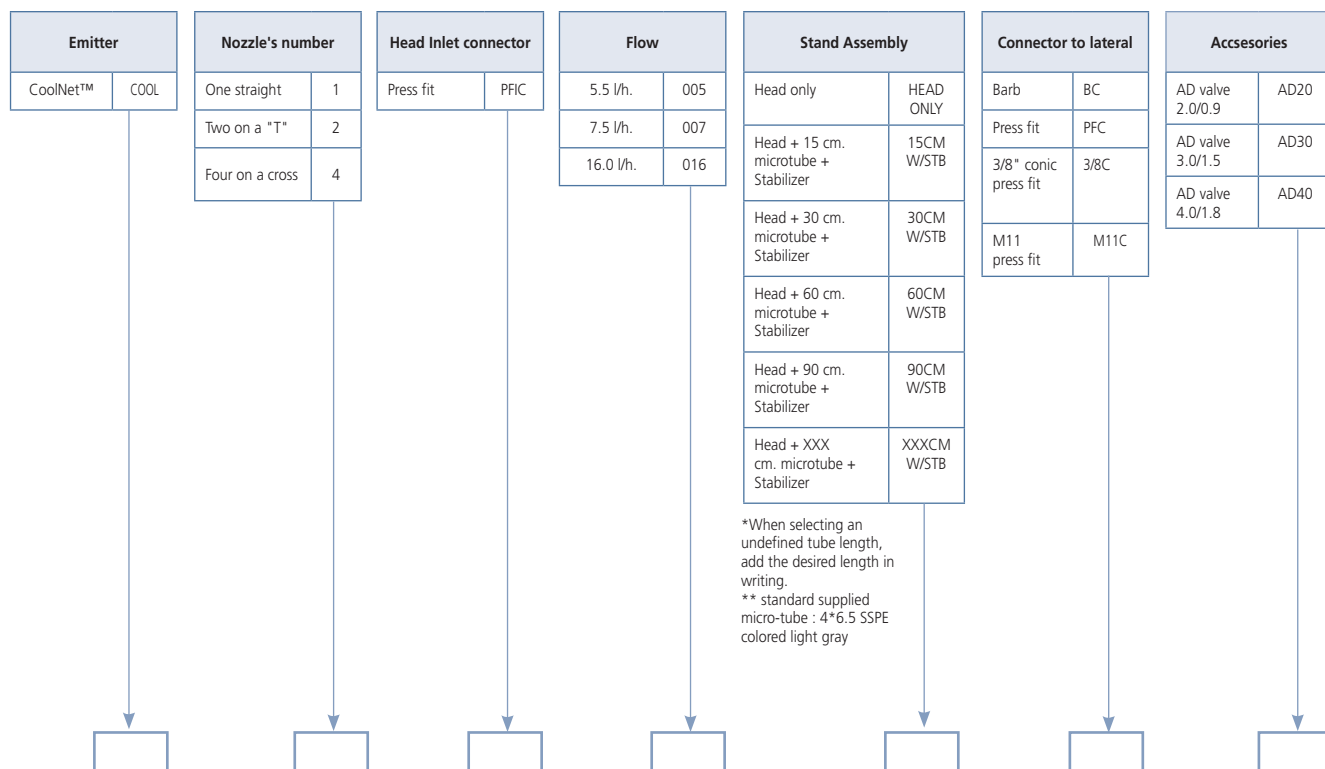 Emitter
CoolNet™ COOL
Nozzle's number
One straight 1
Two on a "T" 2
Four on a cross 4
Head Inlet connector
Press fit PFIC
Flow
5.5 l/h. 005
7.5 l/h. 007
16.0 l/h. 016
Stand Assembly
Head only HEAD
ONLY
Head + 15 cm. 15CM
microtube + W/STB
Stabilizer
Head + 30 cm. 30CM
microtube + W/STB
Stabilizer
Head + 60 cm. 60CM
microtube + W/STB
Stabilizer
Head + 90 cm. 90CM
microtube + W/STB
Stabilizer
Head + XXX XXXCM
cm. microtube + W/STB
Stabilizer
*When selecting an
undefined tube length,
add the desired length in
writing.
** standard supplied
micro-tube : 4*6.5 SSPE
colored light gray
Connector to lateral
Barb BC
Press fit PFC
3/8" conic 3/8C
press fit
M11 M11C
press fit
Accsesories
AD valve AD20
2.0/0.9
AD valve AD30
3.0/1.5
AD valve AD40
4.0/1.8